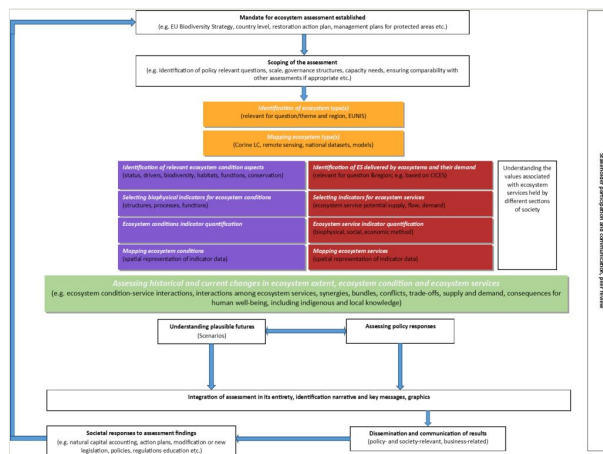 Mandate for ecosystem assessment established
(e.g. EU Biodiversity Strategy, country level, restoration action plan, management plans for protected areas etc.)
Scoping of the assessment
(e.g. Identification of policy relevant questions, scale, governance structures, capacity needs, ensuring comparability with
other assessments if appropriate etc.)
Identification of ecosystem type(s)
(relevant for question/theme and region, EUNIS)
Mapping ecosystem type(s)
(Corine LC, remote sensing, national datasets, models)
Identification of relevant ecosystem condition aspects
(status, drivers, biodiversity, habitats, functions, conservation)
Selecting biophysical indicators for ecosystem conditions
(structures, processes, functions)
Ecosystem conditions indicator quantification
Mapping ecosystem conditions
(spatial representation of indicator data)
Identification of ES delivered by ecosystems and their demand
(relevant for question &region; e.g. based on CICES)
Selecting indicators for ecosystem services
(ecosystem service potential supply, flow, demand)
Ecosystem service indicator quantification
(biophysical, social, economic method)
Mapping ecosystem services
(spatial representation of indicator data)
Understanding the
values associated
with ecosystem
services held by
different sections
of society
Assessing historical and current changes in ecosystem extent, ecosystem condition and ecosystem services
(e.g. ecosystem condition-service interactions, interactions among ecosystem services, synergies, bundles, conflicts, trade-offs, supply and demand, consequences for
human well-being, including indigenous and local knowledge)
Understanding plausible futures
(Scenarios)
Assessing policy responses
Integration of assessment in its entirety, identification narrative and key messages, graphics
Societal responses to assessment findings
(e.g. natural capital accounting, action plans, modification or new
legislation, policies, regulations education etc.)
Dissemination and communication of results
(policy- and society-relevant, business-related)
Stakeholder participation and communication, peer review